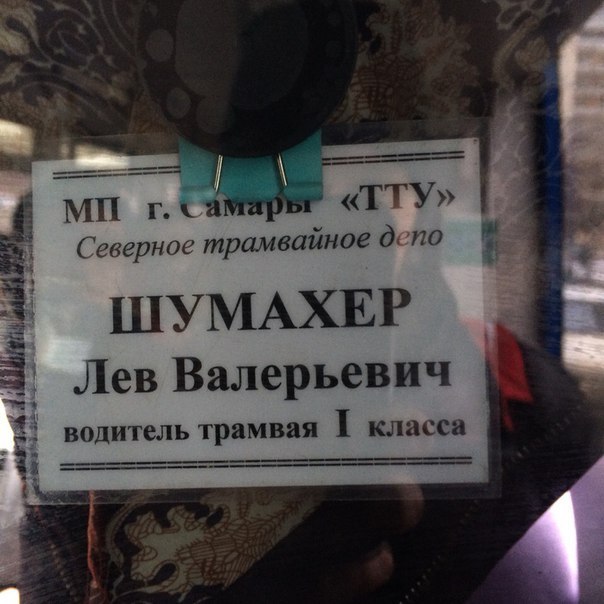 МП г. Самары «ТТУ»
Северное трамвайное депо
ШУМАХЕР
Лев Валерьевич
водитель трамвая I класса